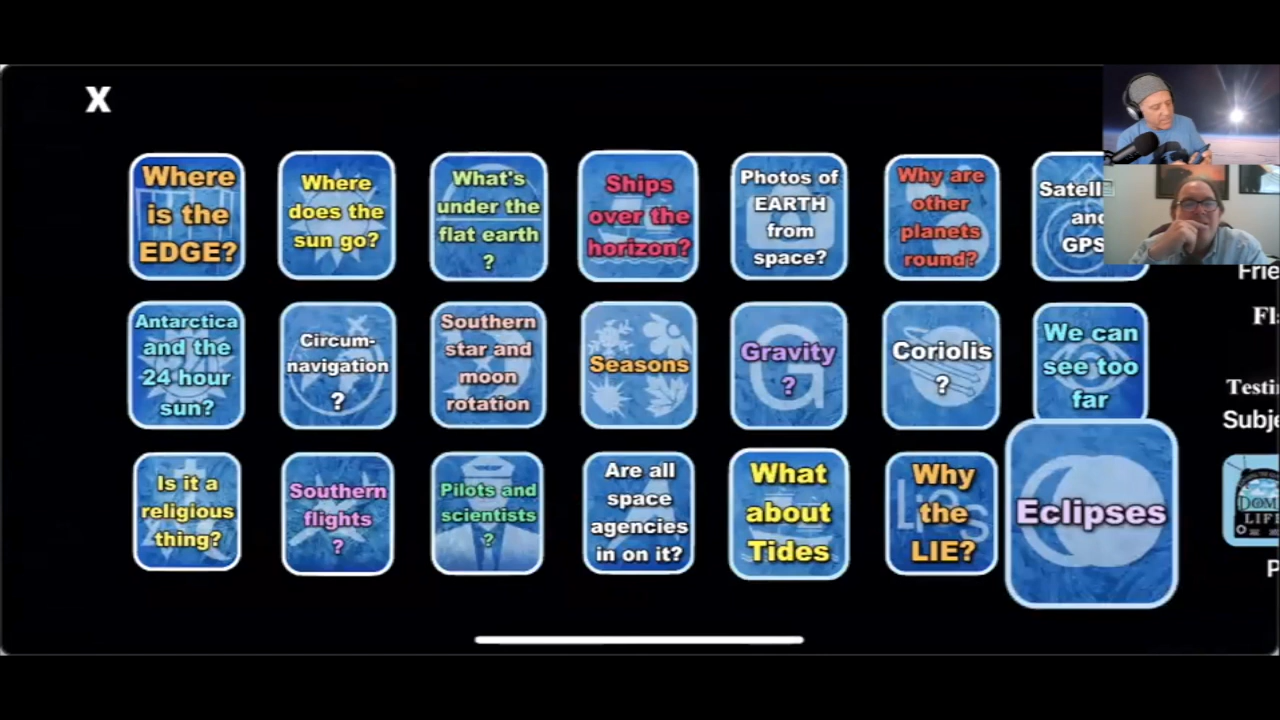 X
Where
is the
EDGE?
Where
does the
sun go?
What's
under the
flat earth
?
Ships
over the
horizon?
Photos of
EARTH
from
space?
Why are
other
planets
round?
and
GPS
Antarctica
and the
24 hour
sun?
Circum-
navigation
?
Southern
star and
moon
rotation
Seasons
Gravity
?
Coriolis
?
We can
see too
far
Is it a
religious
thing?
Southern
flights
?
Pilots and
scientists
?
Are all
space
agencies
in on it?
What
about
Tides
Why
the
LIE?
Eclipses